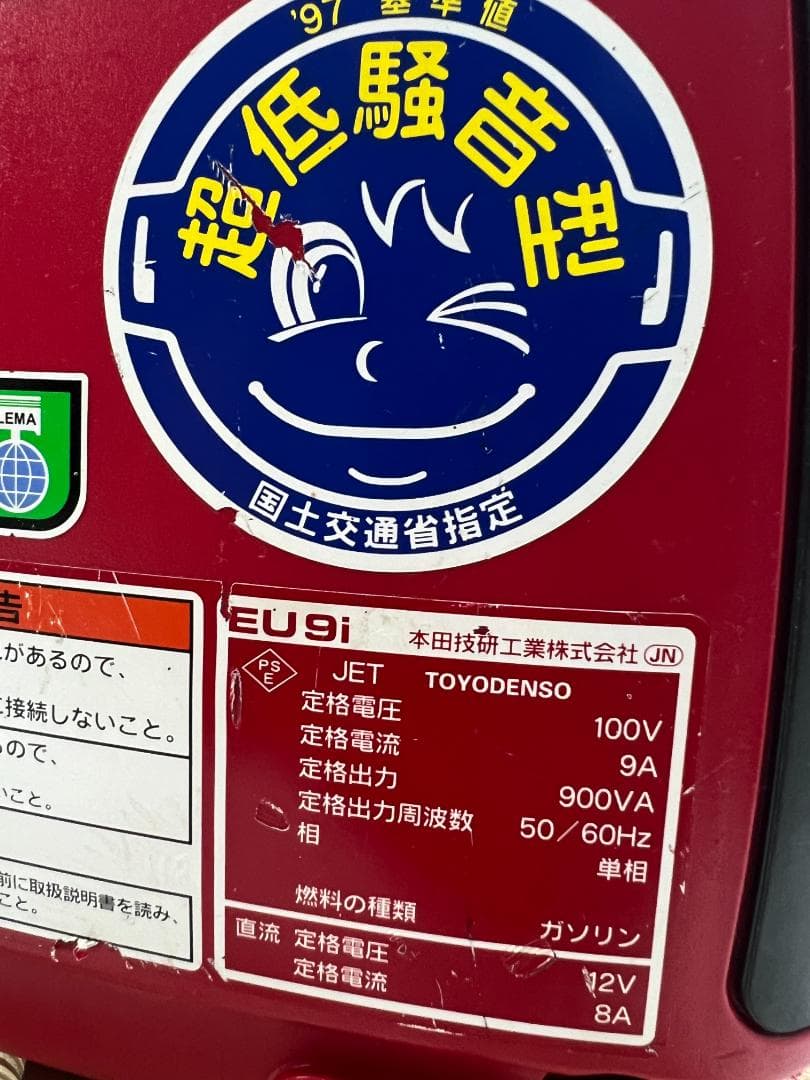 '97 基準値
超低騒音型
国土交通省指定
LEMA
告
があるので、
に接続しないこと。
ので、
いこと。
前に取扱説明書を読み、
こと。
EU9i 本田技研工業株式会社 JN
PS
E
JET TOYODENSO
定格電圧 100V
定格電流 9A
定格出力 900VA
定格出力周波数 50/60Hz
相 単相
燃料の種類 ガソリン
直流 定格電圧 12V
定格電流 8A